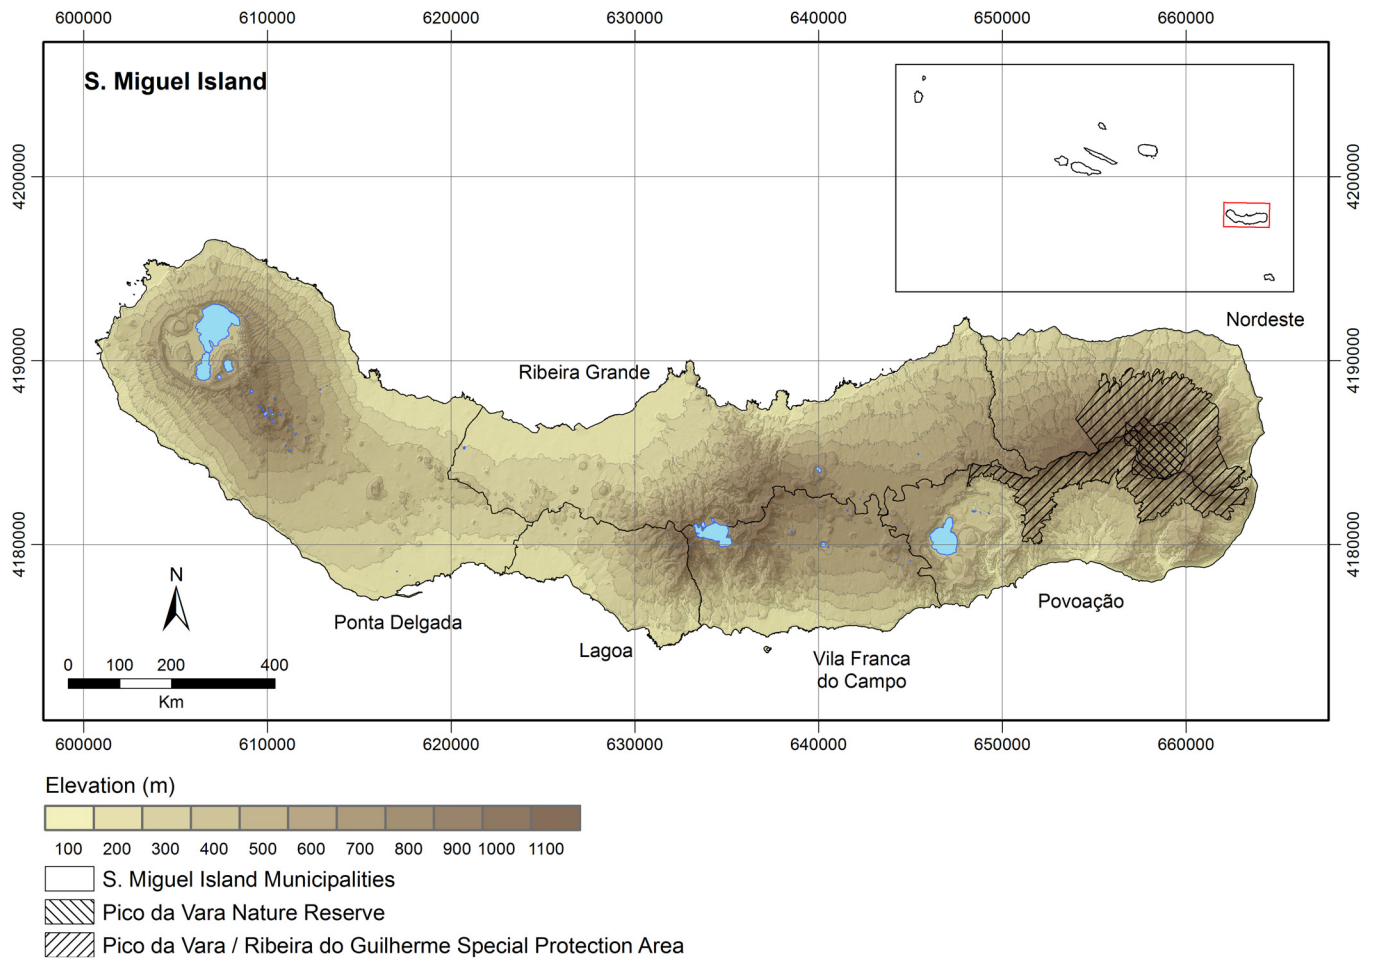 600000 610000 620000 630000 640000 650000 660000
S. Miguel Island
4200000 4200000
Nordeste
4190000 4190000
Ribeira Grande
4180000 4180000
N
Povoação
Ponta Delgada
Lagoa
Vila Franca
do Campo
0 100 200 400
Km
600000 610000 620000 630000 640000 650000 660000
Elevation (m)
100 200 300 400 500 600 700 800 900 1000 1100
S. Miguel Island Municipalities
Pico da Vara Nature Reserve
Pico da Vara / Ribeira do Guilherme Special Protection Area